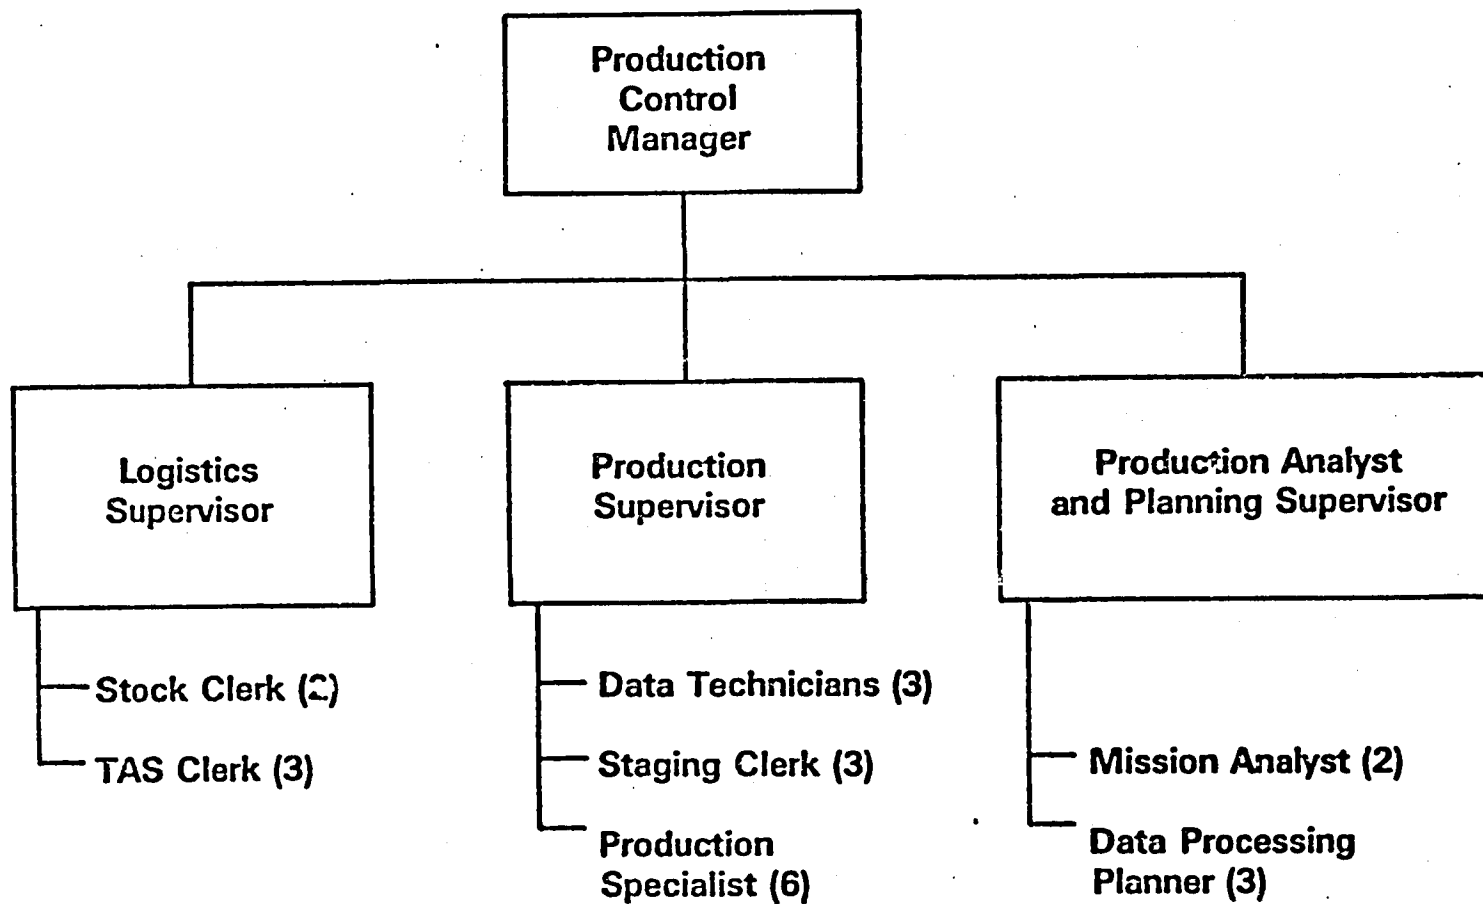 Production
Control
Manager
Logistics
Supervisor
Production
Supervisor
Production Analyst
and Planning Supervisor
Stock Clerk (2)
TAS Clerk (3)
Data Technicians (3)
Staging Clerk (3)
Production
Specialist (6)
Mission Analyst (2)
Data Processing
Planner (3)